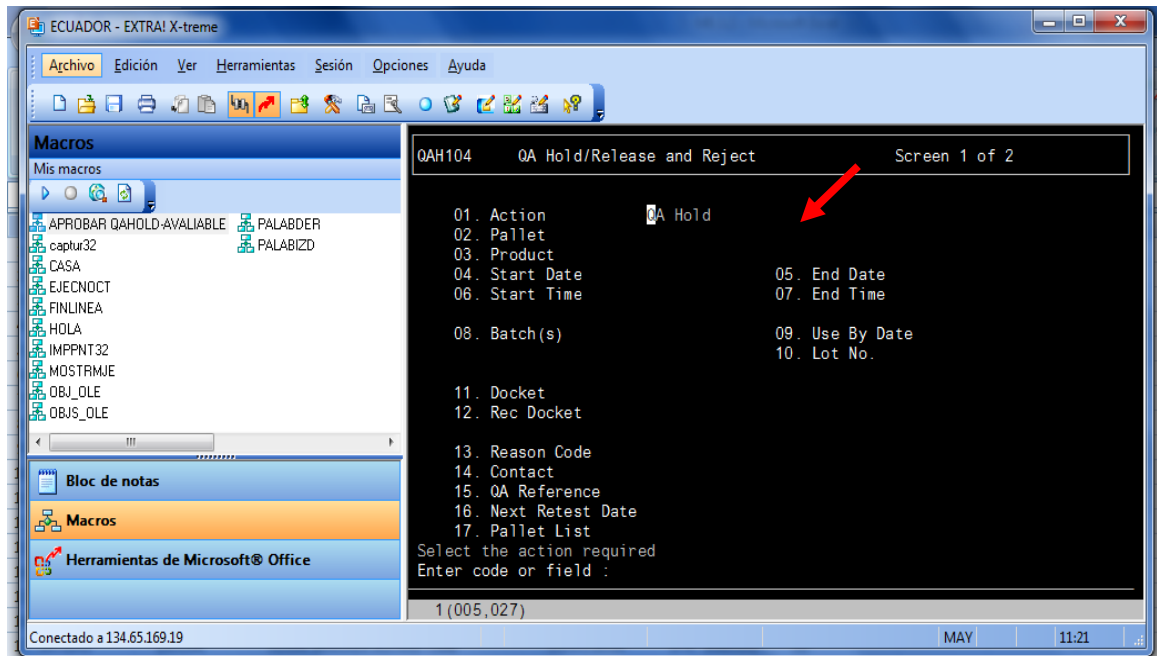 ECUADOR - EXTRA! X-treme
Archivo Edición Ver Herramientas Sesión Opciones Ayuda
Macros
Mis macros
APROBAR QAHOLD-AVALIABLE PALABDER
captur32 PALABIZD
CASA
EJECNOCT
FINLINEA
HOLA
IMPPNT32
MOSTRMJE
OBJ_OLE
OBJS_OLE
Bloc de notas
Macros
Herramientas de Microsoft® Office
QAH104 QA Hold/Release and Reject Screen 1 of 2
01. Action QA Hold
02. Pallet
03. Product
04. Start Date 05. End Date
06. Start Time 07. End Time
08. Batch(s) 09. Use By Date
10. Lot No.
11. Docket
12. Rec Docket
13. Reason Code
14. Contact
15. QA Reference
16. Next Retest Date
17. Pallet List
Select the action required
Enter code or field :
1(005,027)
Conectado a 134.65.169.19 MAY 11:21